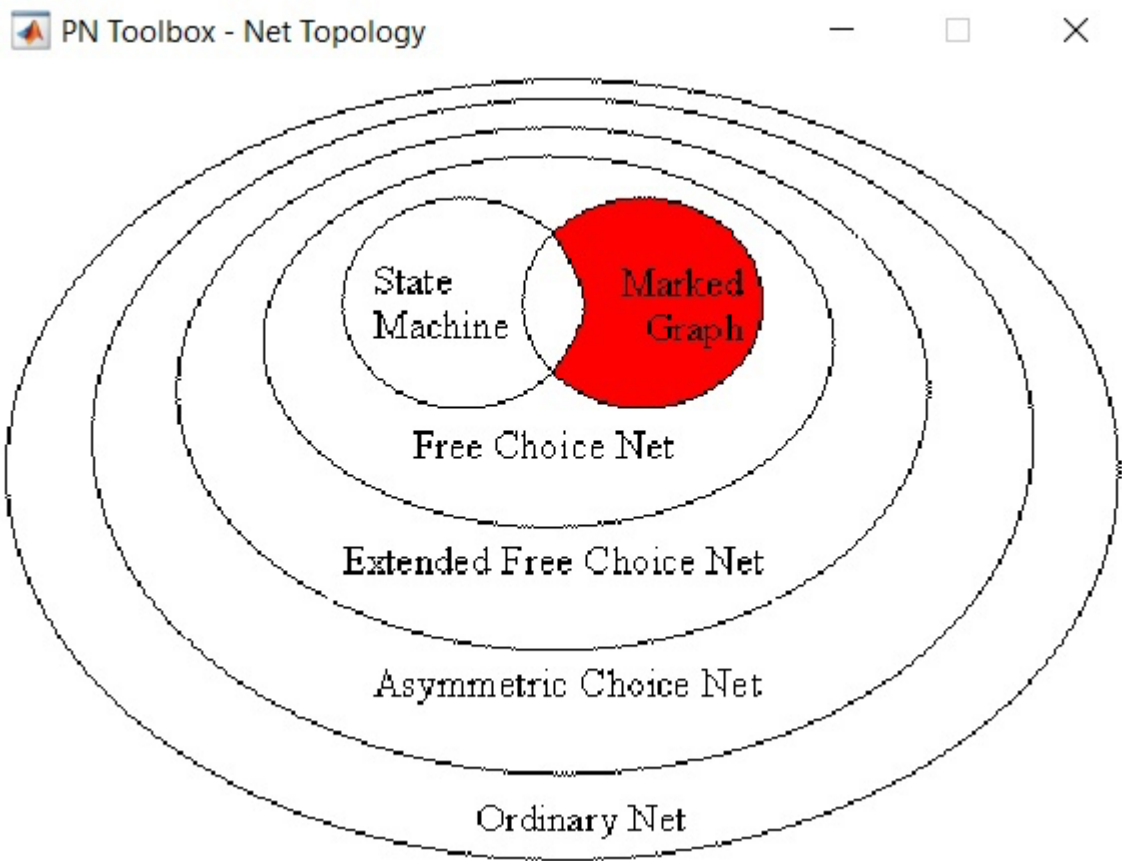 PN Toolbox - Net Topology
State
Machine
Marked
Graph
Free Choice Net
Extended Free Choice Net
Asymmetric Choice Net
Ordinary Net